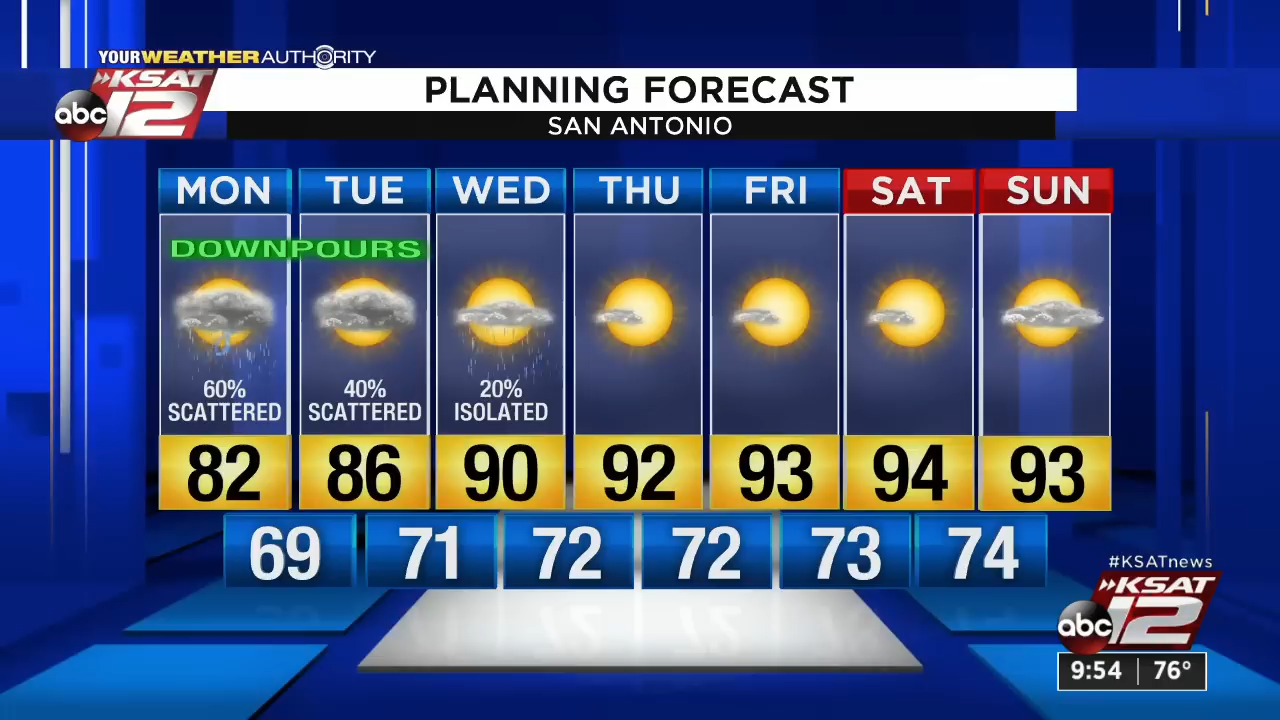 YOURWEATHERAUTHORITY
KSAT
abc 12
PLANNING FORECAST
SAN ANTONIO
MON TUE WED THU FRI SAT SUN
DOWNPOURS
60% 40% 20%
SCATTERED SCATTERED ISOLATED
82 86 90 92 93 94 93
69 71 72 72 73 74
#KSATnews
KSAT
abc 12
9:54 76°